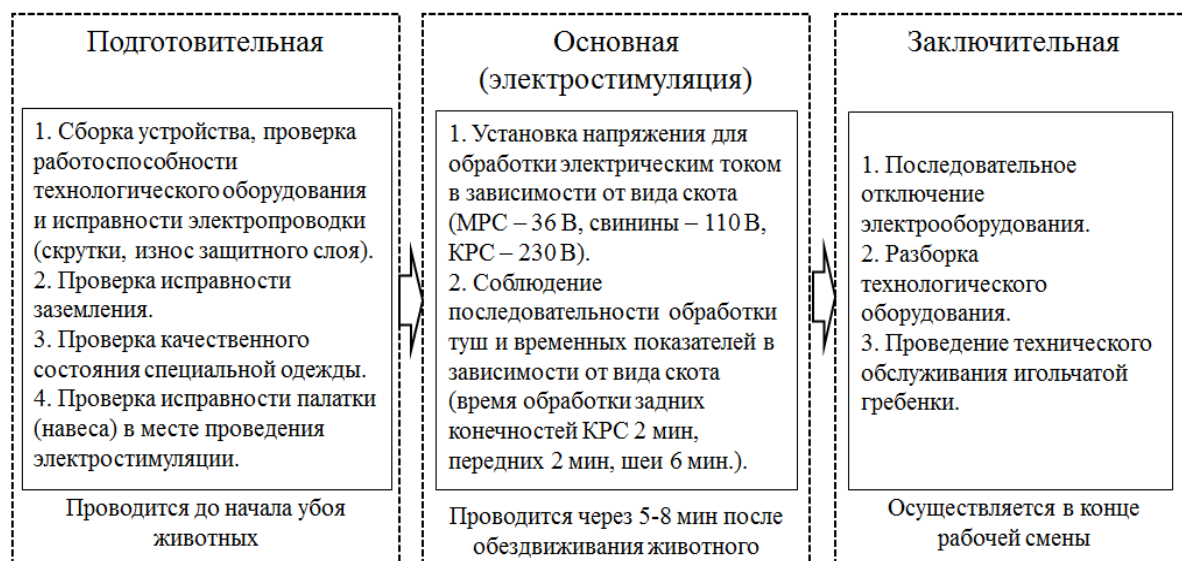 Подготовительная
1. Сборка устройства, проверка
работоспособности
технологического оборудования
и исправности электропроводки
(скрутки, износ защитного слоя).
2. Проверка исправности
заземления.
3. Проверка качественного
состояния специальной одежды.
4. Проверка исправности палатки
(навеса) в месте проведения
электростимуляции.
Проводится до начала убоя
животных
Основная
(электростимуляция)
1. Установка напряжения для
обработки электрическим током
в зависимости от вида скота
(МРС – 36 В, свинины – 110 В,
КРС – 230 В).
2. Соблюдение
последовательности обработки
туш и временных показателей в
зависимости от вида скота
(время обработки задних
конечностей КРС 2 мин,
передних 2 мин, шеи 6 мин.).
Проводится через 5-8 мин после
обездвиживания животного
Заключительная
1. Последовательное
отключение
электрооборудования.
2. Разборка
технологического
оборудования.
3. Проведение технического
обслуживания игольчатой
гребенки.
Осуществляется в конце
рабочей смены